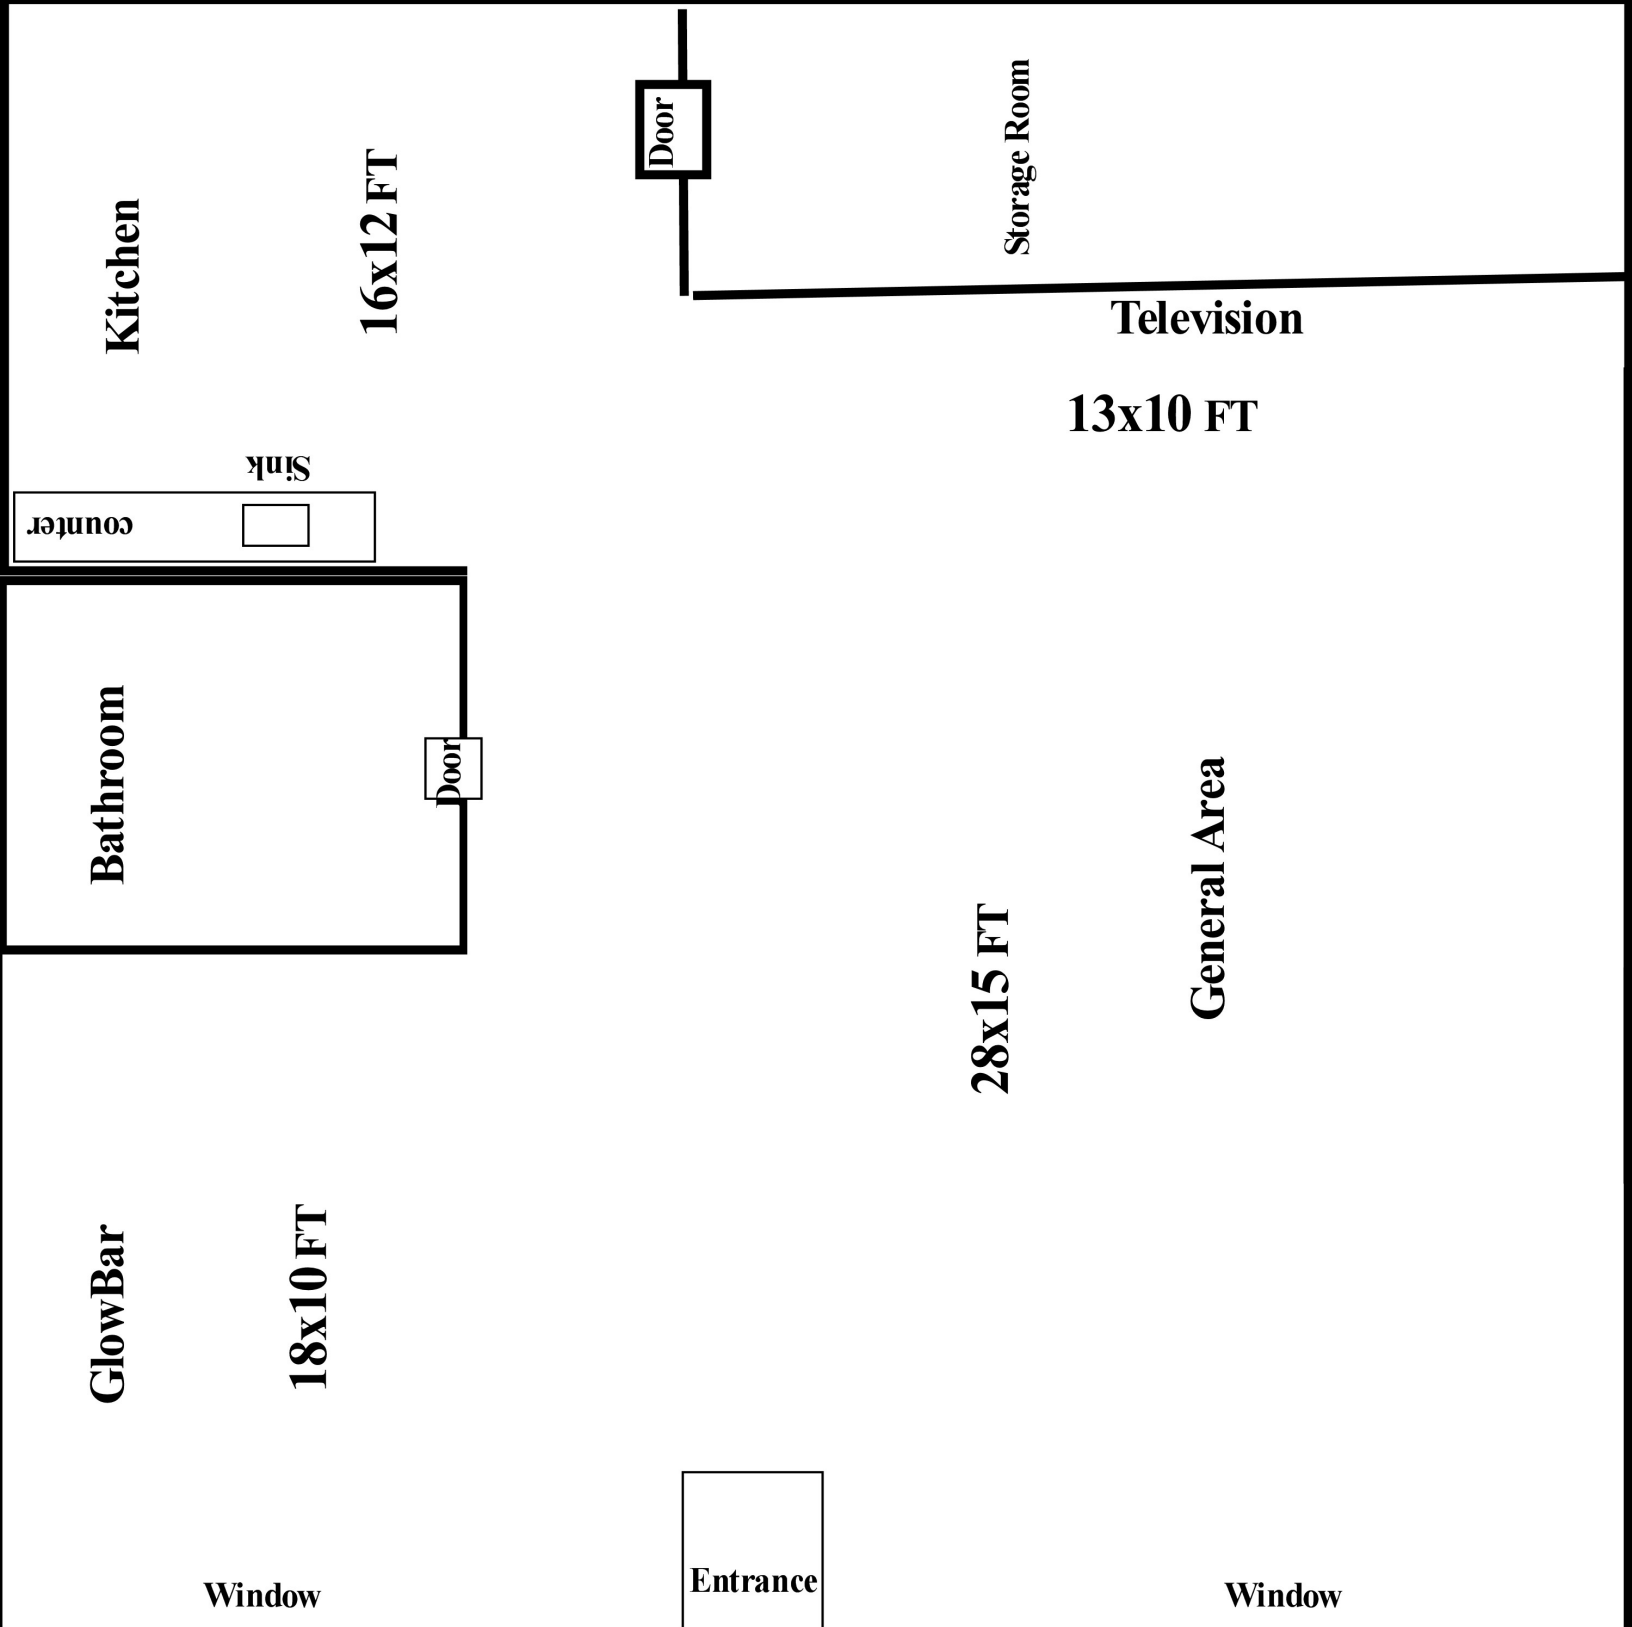 Door
Storage Room
Kitchen
16x12 FT
Television
13x10 FT
Sink
counter
Bathroom
Door
General Area
28x15 FT
GlowBar
18x10 FT
Entrance
Window
Window